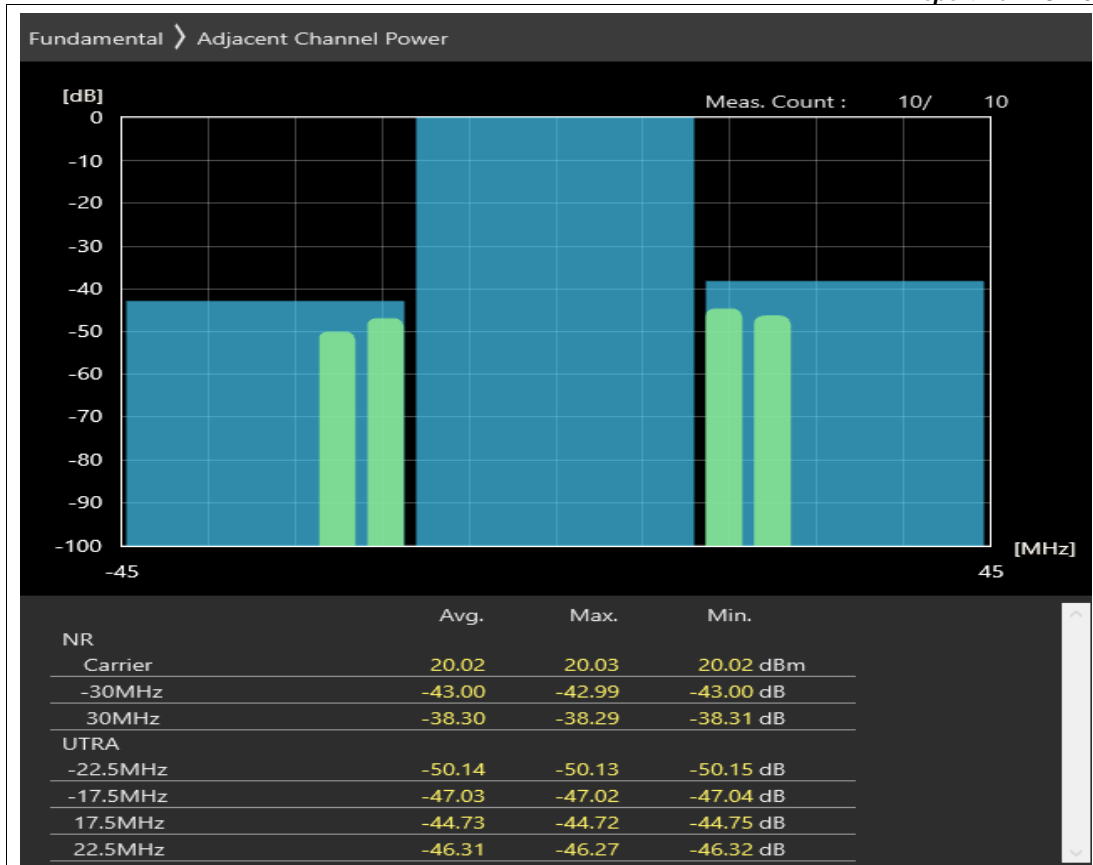 Fundamental 〉 Adjacent Channel Power
[dB]
Meas. Count : 10/ 10
0
-10
-20
-30
-40
-50
-60
-70
-80
-90
-100
[MHz]
-45 45
Avg. Max. Min.
NR
Carrier 20.02 20.03 20.02 dBm
-30MHz -43.00 -42.99 -43.00 dB
30MHz -38.30 -38.29 -38.31 dB
UTRA
-22.5MHz -50.14 -50.13 -50.15 dB
-17.5MHz -47.03 -47.02 -47.04 dB
17.5MHz -44.73 -44.72 -44.75 dB
22.5MHz -46.31 -46.27 -46.32 dB